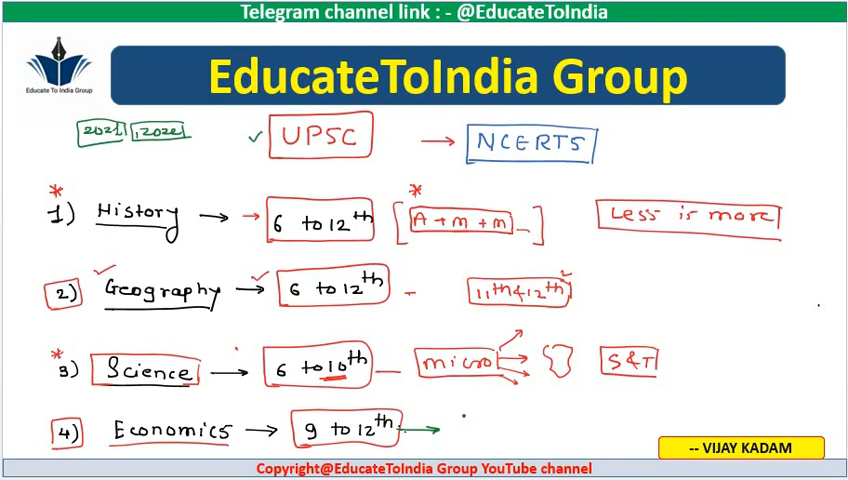 Telegram channel link : - @EducateToIndia
Educate To India Group
EducateToIndia Group
2021, 2022 UPSC → NCERTS
* 1) History → 6 to 12th [* A + m + m _] Less is more
2) Geography → 6 to 12th - 11th & 12th 2
* 3) Science → 6 to 10th - micro S&T
4) Economics → 9 to 12th →
-- VIJAY KADAM
Copyright@EducateToIndia Group YouTube channel